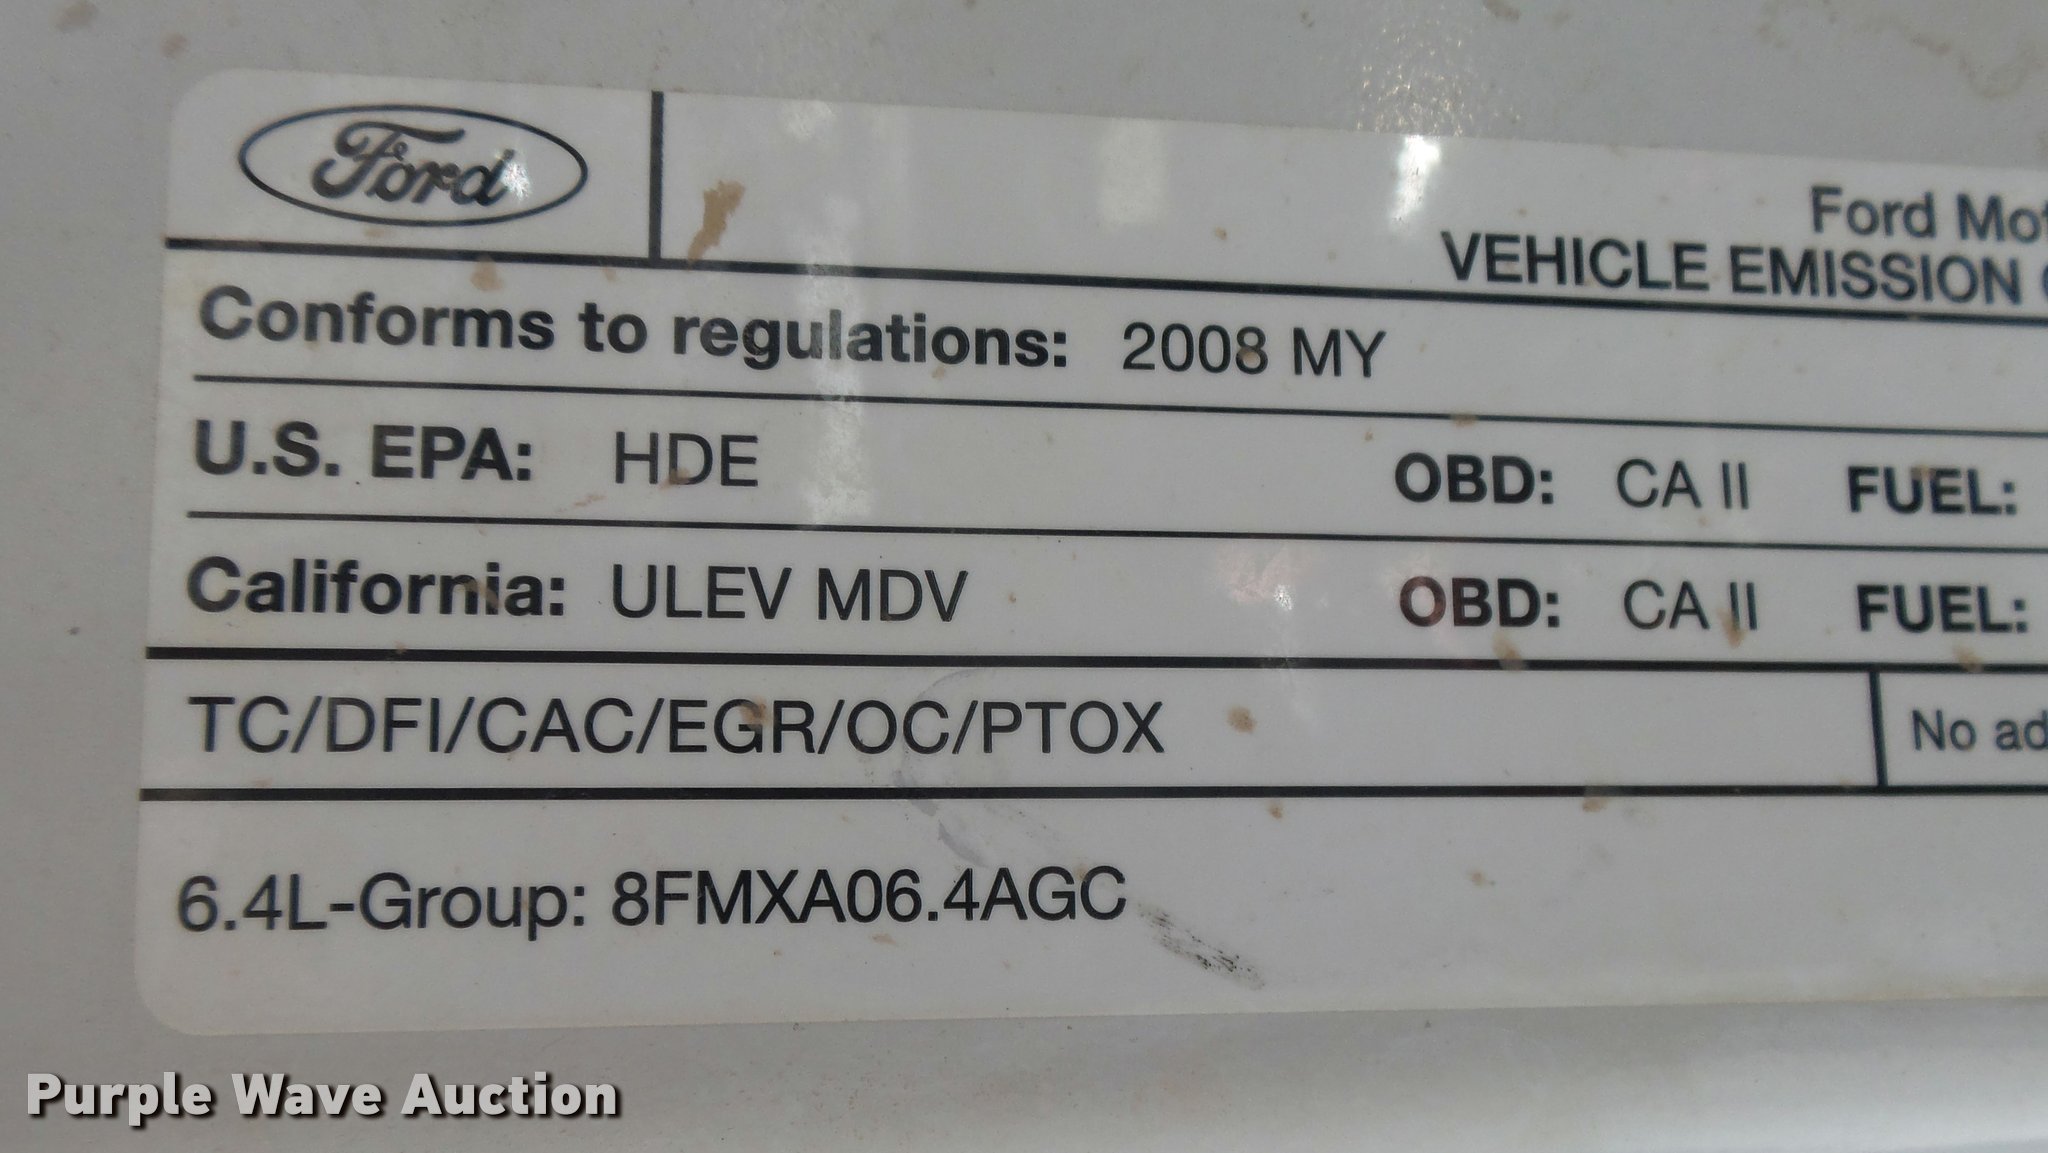 Ford
Ford Mot
VEHICLE EMISSION
Conforms to regulations: 2008 MY
U.S. EPA: HDE OBD: CA II FUEL:
California: ULEV MDV OBD: CA II FUEL:
TC/DFI/CAC/EGR/OC/PTOX No ad
6.4L-Group: 8FMXA06.4AGC
Purple Wave Auction